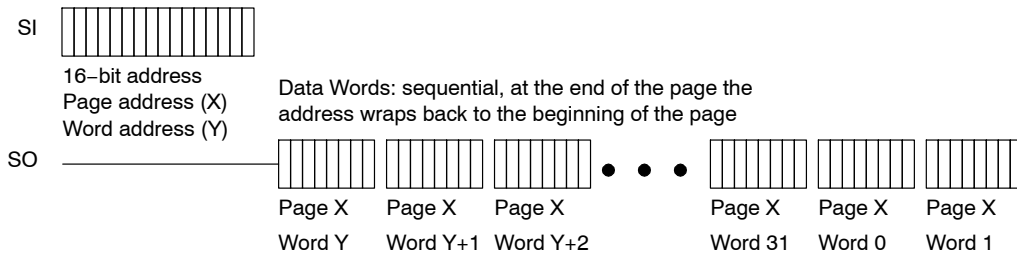 SI
16−bit address
Page address (X)
Word address (Y)
Data Words: sequential, at the end of the page the
address wraps back to the beginning of the page
SO
Page X Page X Page X Page X Page X Page X
Word Y Word Y+1 Word Y+2 Word 31 Word 0 Word 1